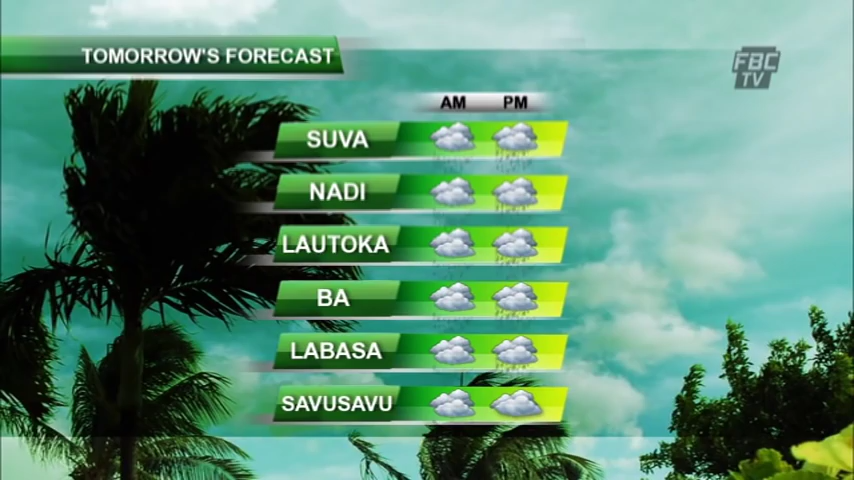 TOMORROW'S FORECAST
FBC
TV
AM PM
SUVA
NADI
LAUTOKA
BA
LABASA
SAVUSAVU